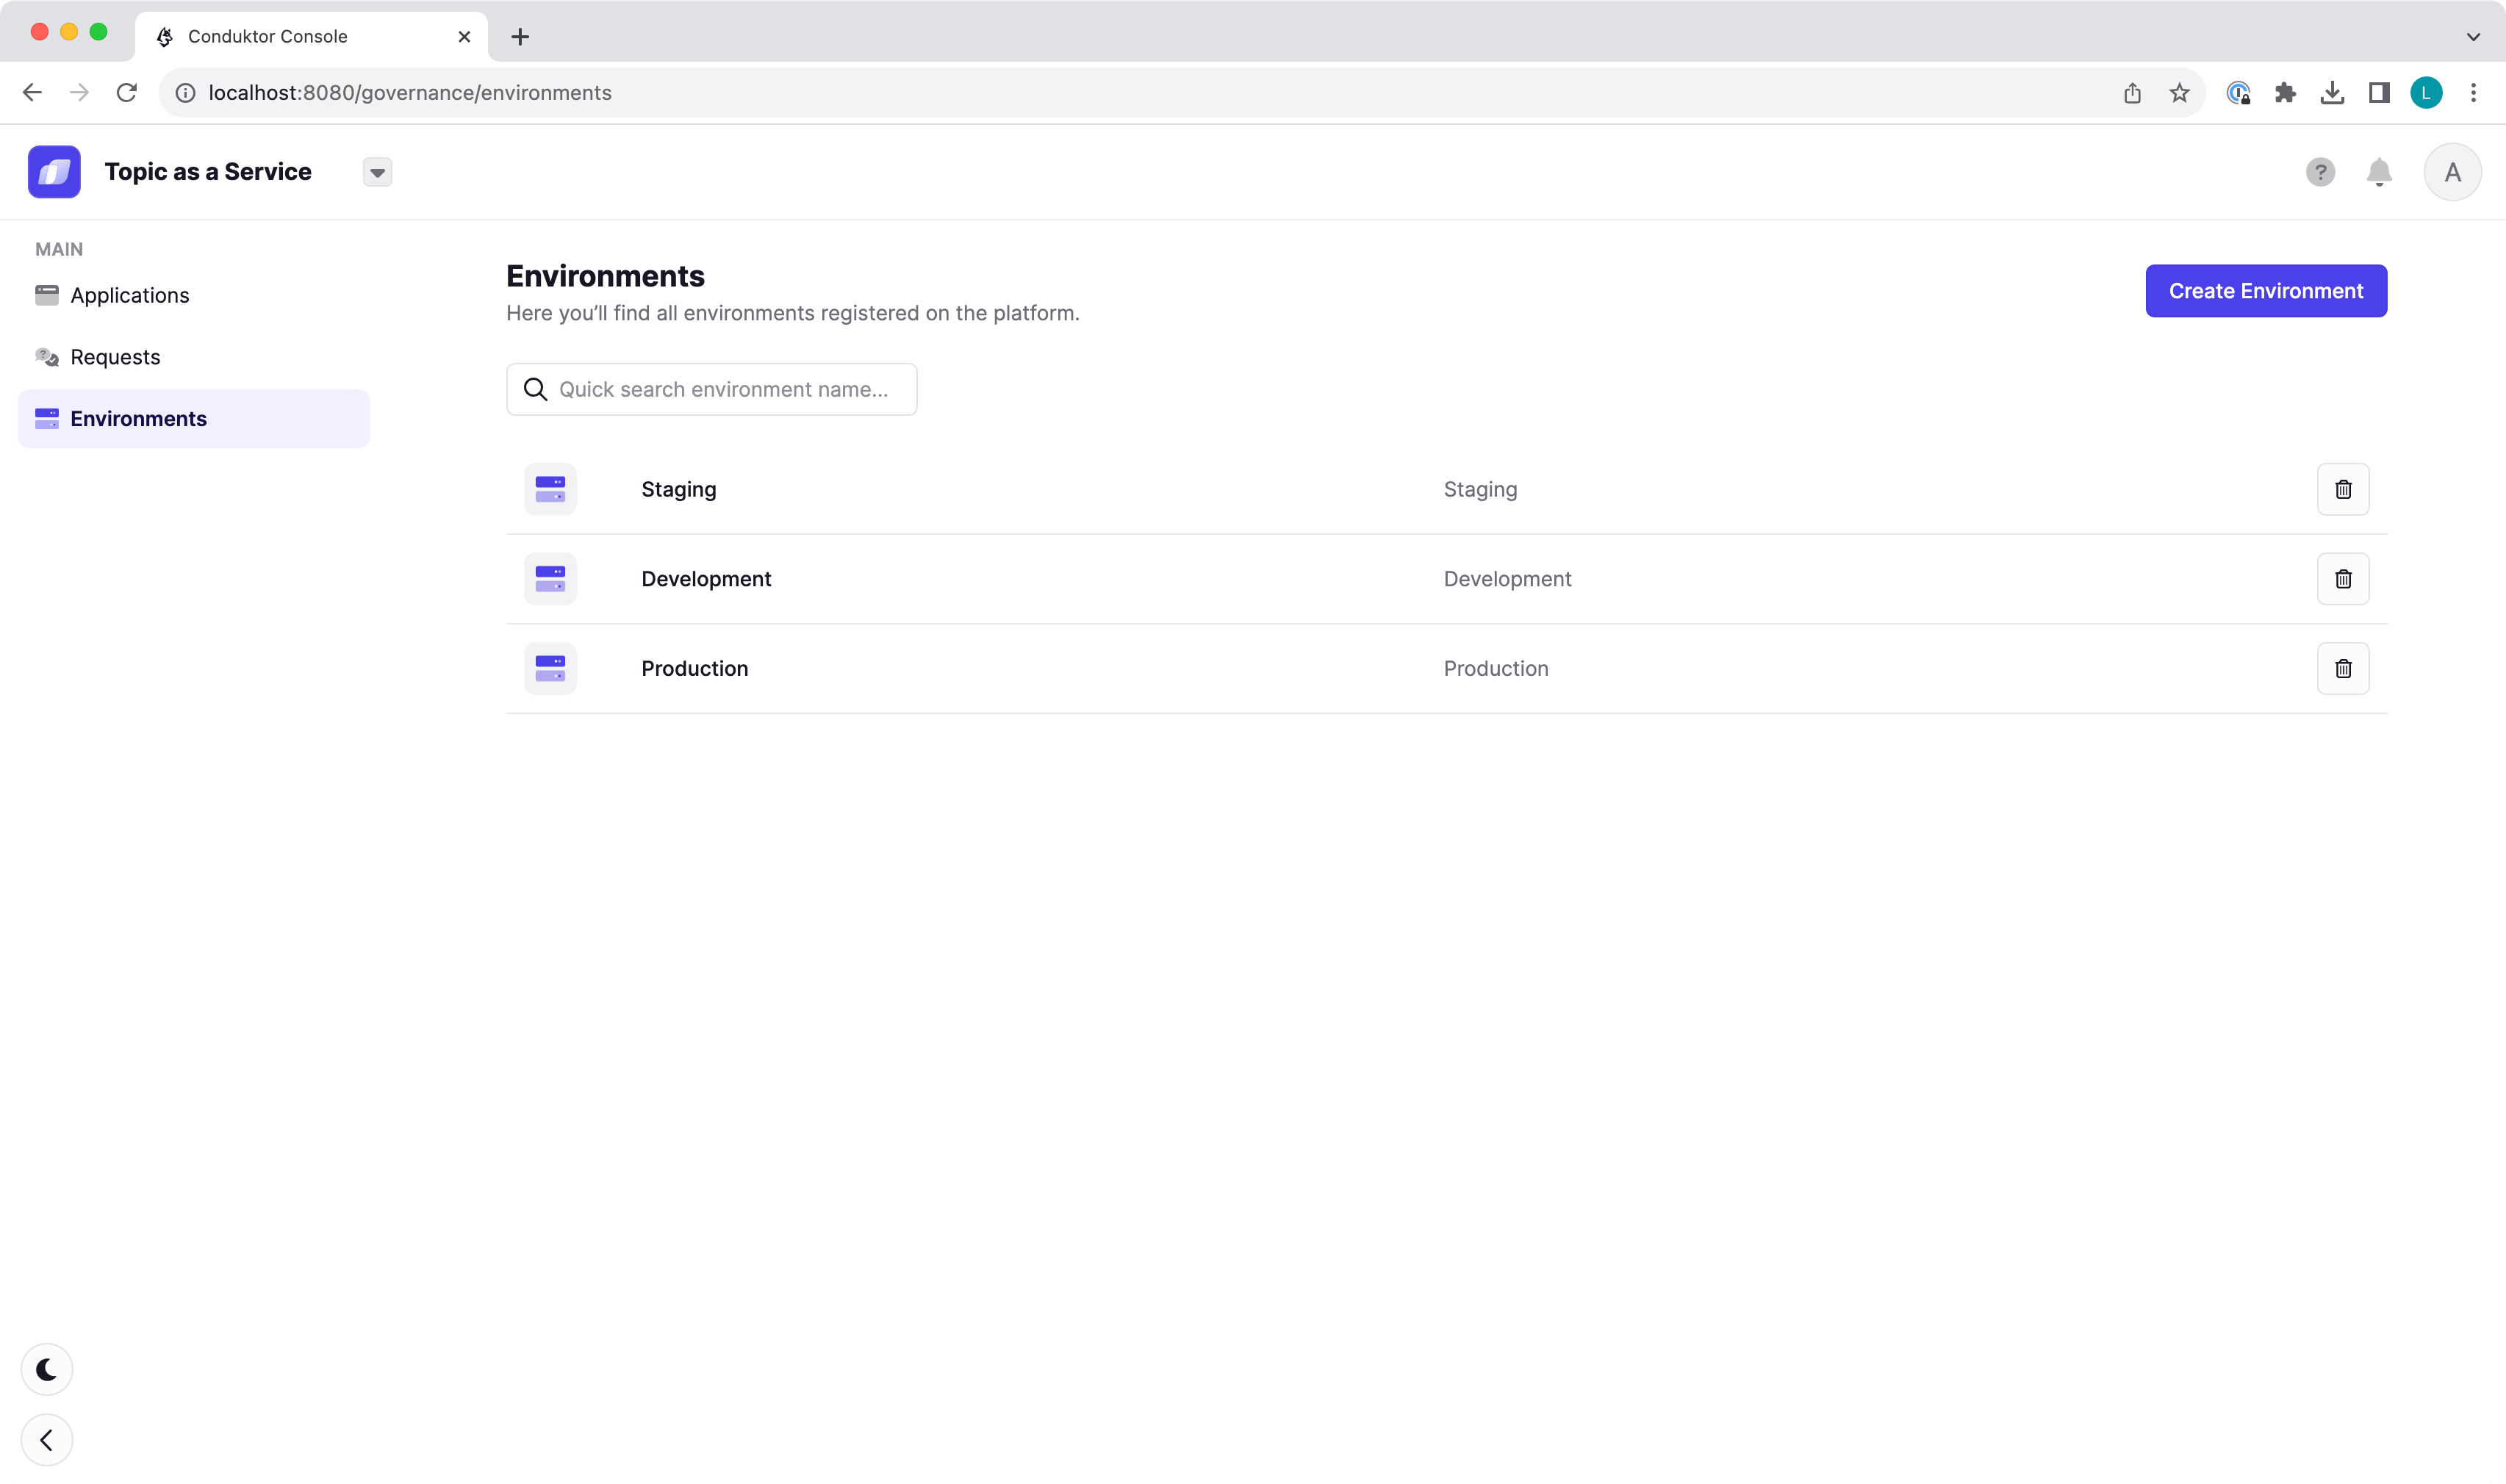 Conduktor Console
localhost:8080/governance/environments
L
Topic as a Service
?
A
MAIN
Applications
Requests
Environments
Environments
Here you’ll find all environments registered on the platform.
Create Environment
Quick search environment name...
Staging Staging
Development Development
Production Production